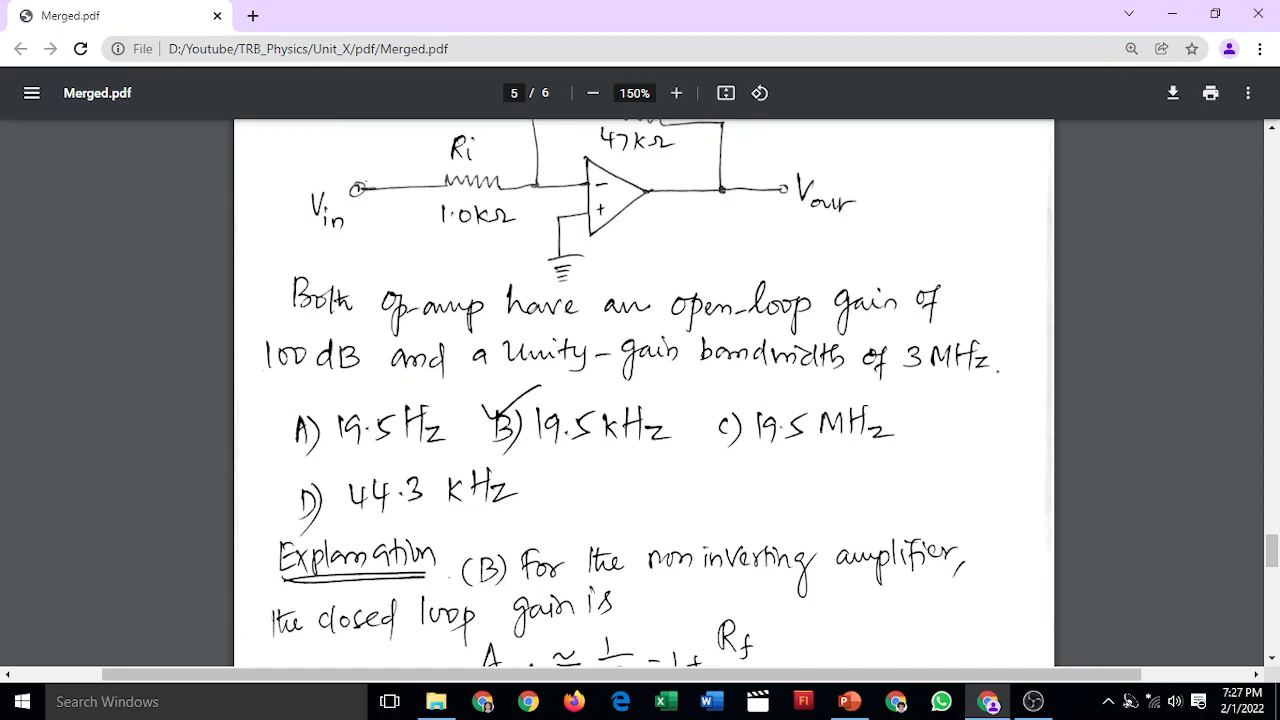 Merged.pdf
File D:/Youtube/TRB_Physics/Unit_X/pdf/Merged.pdf
Merged.pdf 5 / 6 150%
47kΩ
Ri
Vin
1.0kΩ
−
+
Vout
Both op-amp have an open-loop gain of
100 dB and a Unity-gain bandwidth of 3 MHz.
A) 19.5 Hz B) 19.5 kHz C) 19.5 MHz
D) 44.3 kHz
Explanation (B) For the non inverting amplifier,
the closed loop gain is
Rf
Search Windows
7:27 PM
2/1/2022